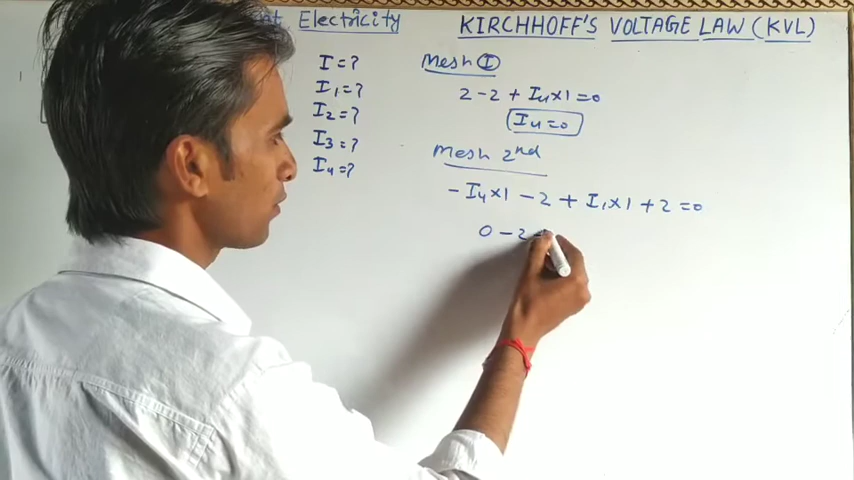 nt Electricity
KIRCHHOFF'S VOLTAGE LAW (KVL)
I = ?
I₁ = ?
I₂ = ?
I₃ = ?
I₄ = ?
Mesh I
2 - 2 + I₄×1 = 0
I₄ = 0
Mesh 2nd
- I₄×1 - 2 + I₁×1 + 2 = 0
0 - 2